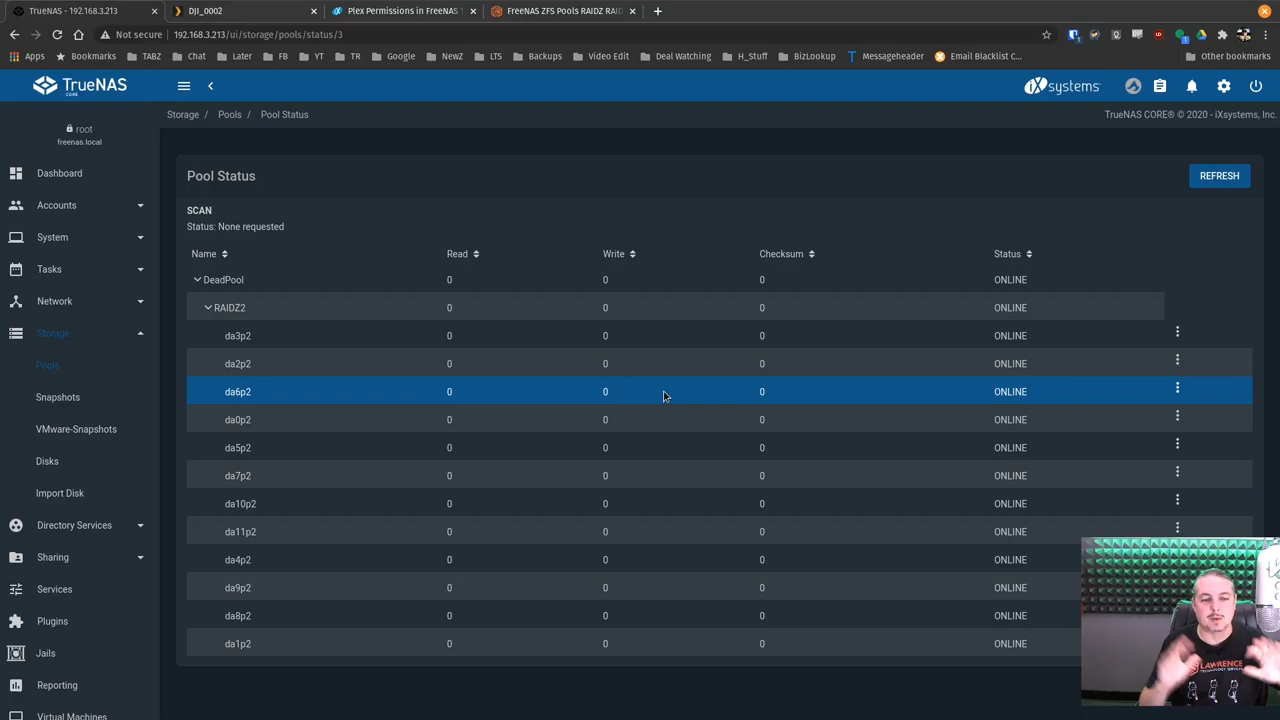 TrueNAS - 192.168.3.213
DJI_0002
Plex Permissions in FreeNAS
FreeNAS ZFS Pools RAIDZ RAID
Not secure
192.168.3.213/ui/storage/pools/status/3
Apps
Bookmarks
TABZ
Chat
Later
FB
YT
TR
Google
NewZ
LTS
Backups
Video Edit
Deal Watching
H_Stuff
BizLookup
Messageheader
Email Blacklist C...
Other bookmarks
TrueNAS
CORE
iXsystems
root
freenas.local
Storage / Pools / Pool Status
TrueNAS CORE® © 2020 - iXsystems, Inc.
Dashboard
Accounts
System
Tasks
Network
Storage
Pools
Snapshots
VMware-Snapshots
Disks
Import Disk
Directory Services
Sharing
Services
Plugins
Jails
Reporting
Virtual Machines
Pool Status
REFRESH
SCAN
Status: None requested
Name Read Write Checksum Status
DeadPool 0 0 0 ONLINE
RAIDZ2 0 0 0 ONLINE
da3p2 0 0 0 ONLINE
da2p2 0 0 0 ONLINE
da6p2 0 0 0 ONLINE
da0p2 0 0 0 ONLINE
da5p2 0 0 0 ONLINE
da7p2 0 0 0 ONLINE
da10p2 0 0 0 ONLINE
da11p2 0 0 0 ONLINE
da4p2 0 0 0 ONLINE
da9p2 0 0 0 ONLINE
da8p2 0 0 0 ONLINE
da1p2 0 0 0 ONLINE
LAWRENCE